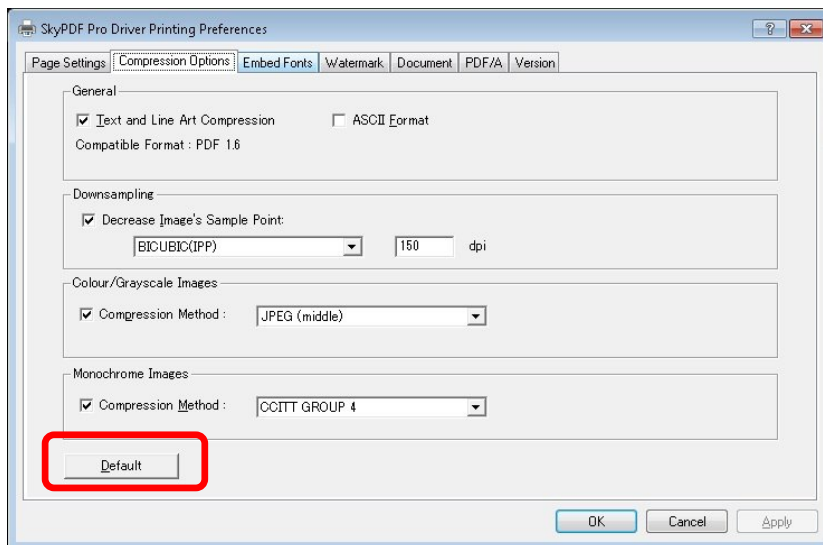 SkyPDF Pro Driver Printing Preferences
Page Settings Compression Options Embed Fonts Watermark Document PDF/A Version
General
Text and Line Art Compression ASCII Format
Compatible Format : PDF 1.6
Downsampling
Decrease Image's Sample Point:
BICUBIC(IPP) 150 dpi
Colour/Grayscale Images
Compression Method : JPEG (middle)
Monochrome Images
Compression Method : CCITT GROUP 4
Default
OK Cancel Apply